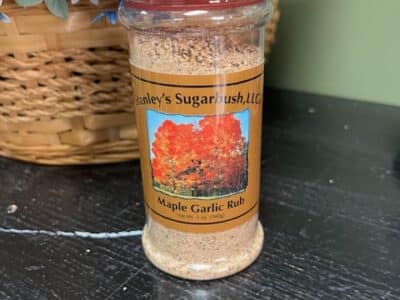 Stanley's Sugarbush, LLC
Maple Garlic Rub